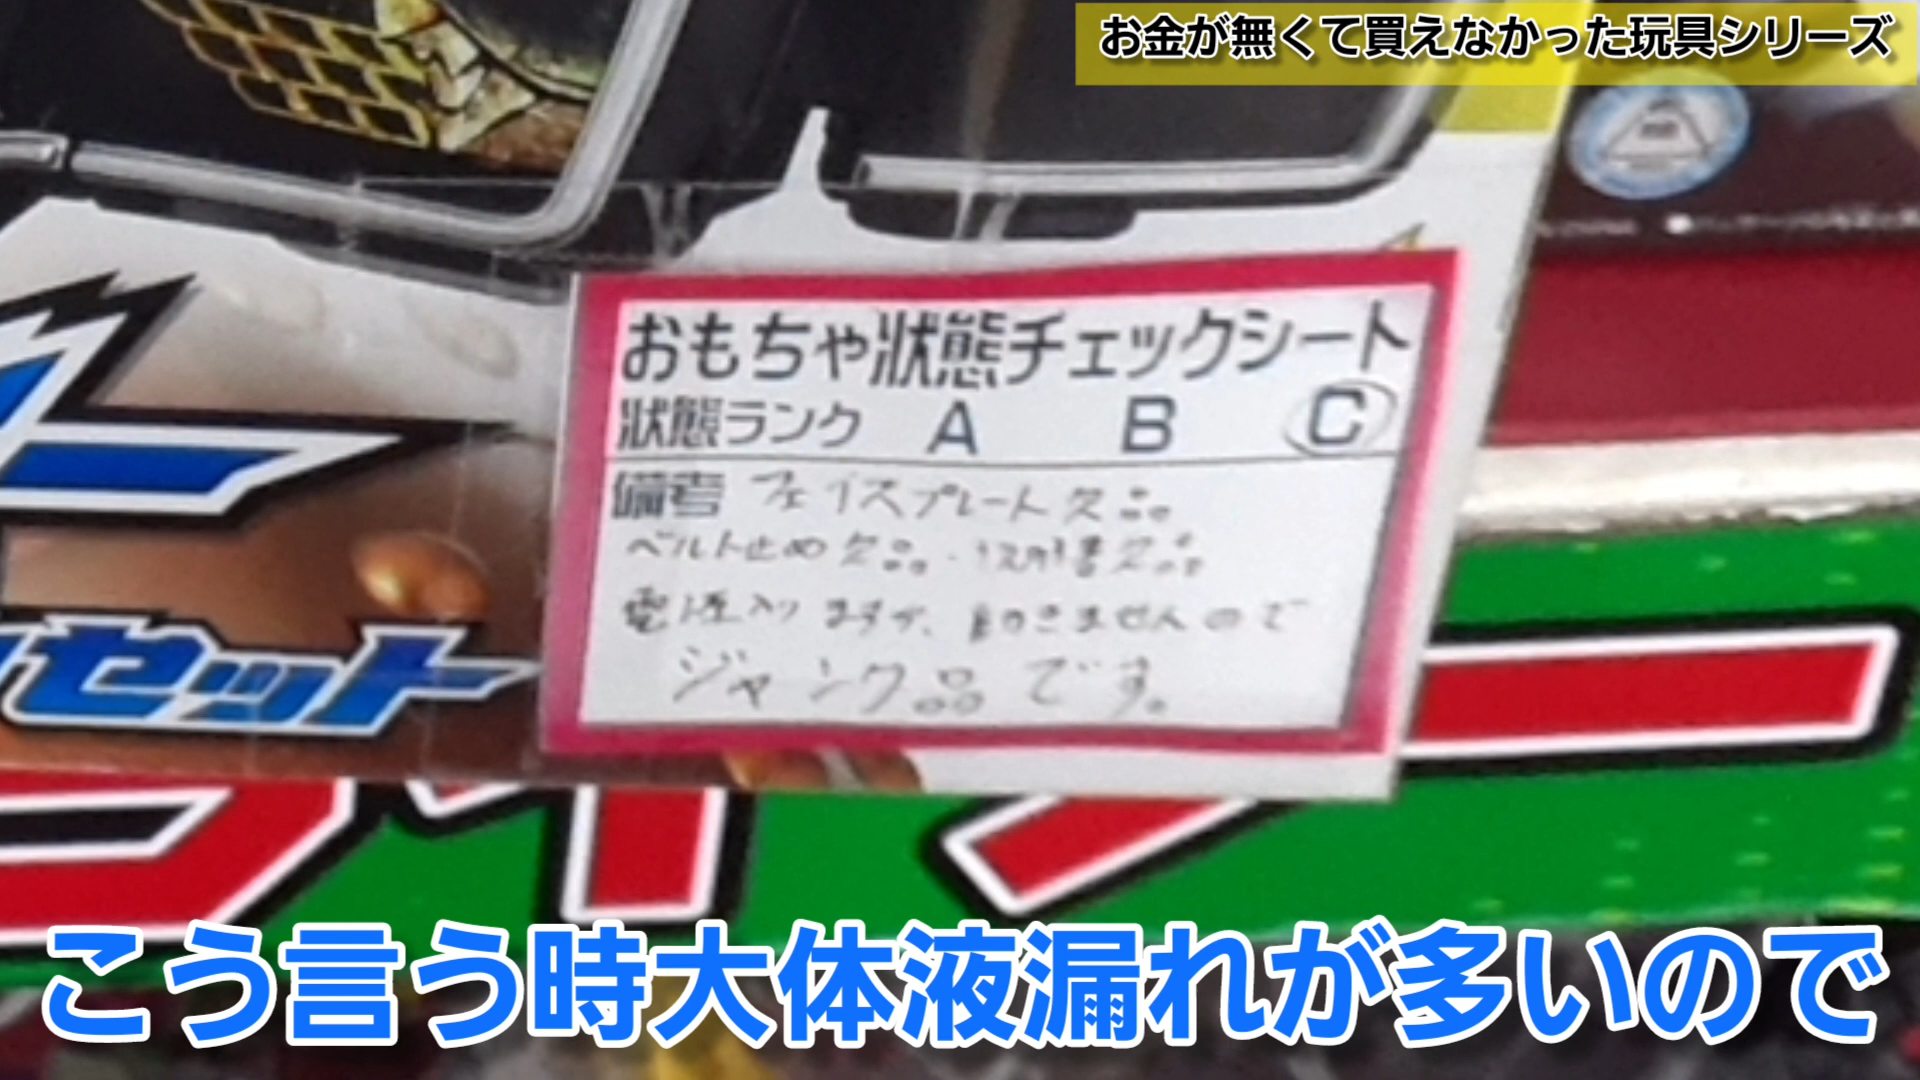 お金が無くて買えなかった玩具シリーズ
おもちゃ状態チェックシート
状態ランク A B C
備考 フェイスプレート欠品
ベルト止め欠品・説明書欠品
電源入りますが、動きませんので
ジャンク品です。
セット
こう言う時大体液漏れが多いので